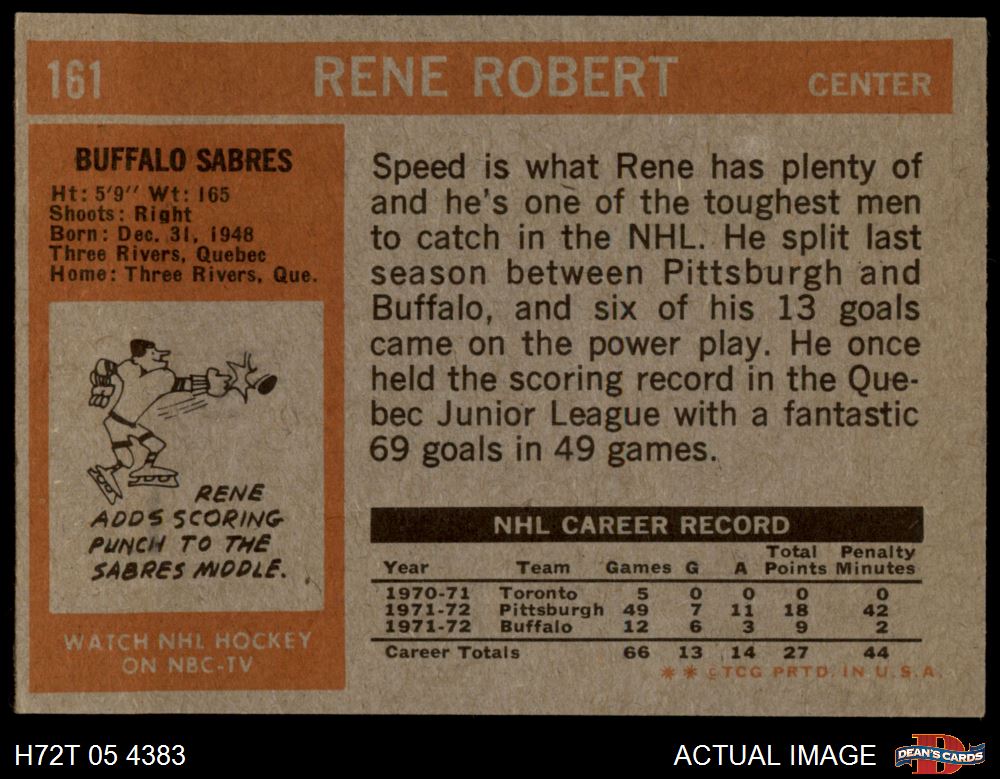 161 RENE ROBERT CENTER
BUFFALO SABRES
Ht: 5'9" Wt: 165
Shoots: Right
Born: Dec. 31, 1948
Three Rivers, Quebec
Home: Three Rivers, Que.
RENE
ADDS SCORING
PUNCH TO THE
SABRES MIDDLE.
WATCH NHL HOCKEY
ON NBC-TV
Speed is what Rene has plenty of
and he's one of the toughest men
to catch in the NHL. He split last
season between Pittsburgh and
Buffalo, and six of his 13 goals
came on the power play. He once
held the scoring record in the Que-
bec Junior League with a fantastic
69 goals in 49 games.
NHL CAREER RECORD
Total Penalty
Year Team Games G A Points Minutes
1970-71 Toronto 5 0 0 0 0
1971-72 Pittsburgh 49 7 11 18 42
1971-72 Buffalo 12 6 3 9 2
Career Totals 66 13 14 27 44
** ©TCG PRTD. IN U.S.A.
H72T 05 4383 ACTUAL IMAGE DEAN'S CARDS